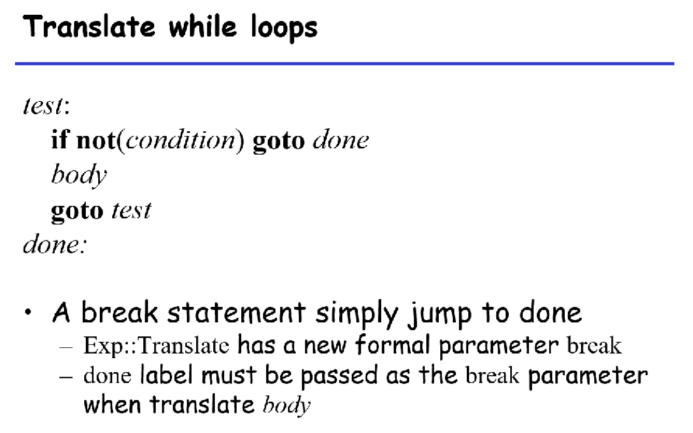 Translate while loops
test:
if not(condition) goto done
body
goto test
done:
• A break statement simply jump to done
– Exp::Translate has a new formal parameter break
– done label must be passed as the break parameter
when translate body